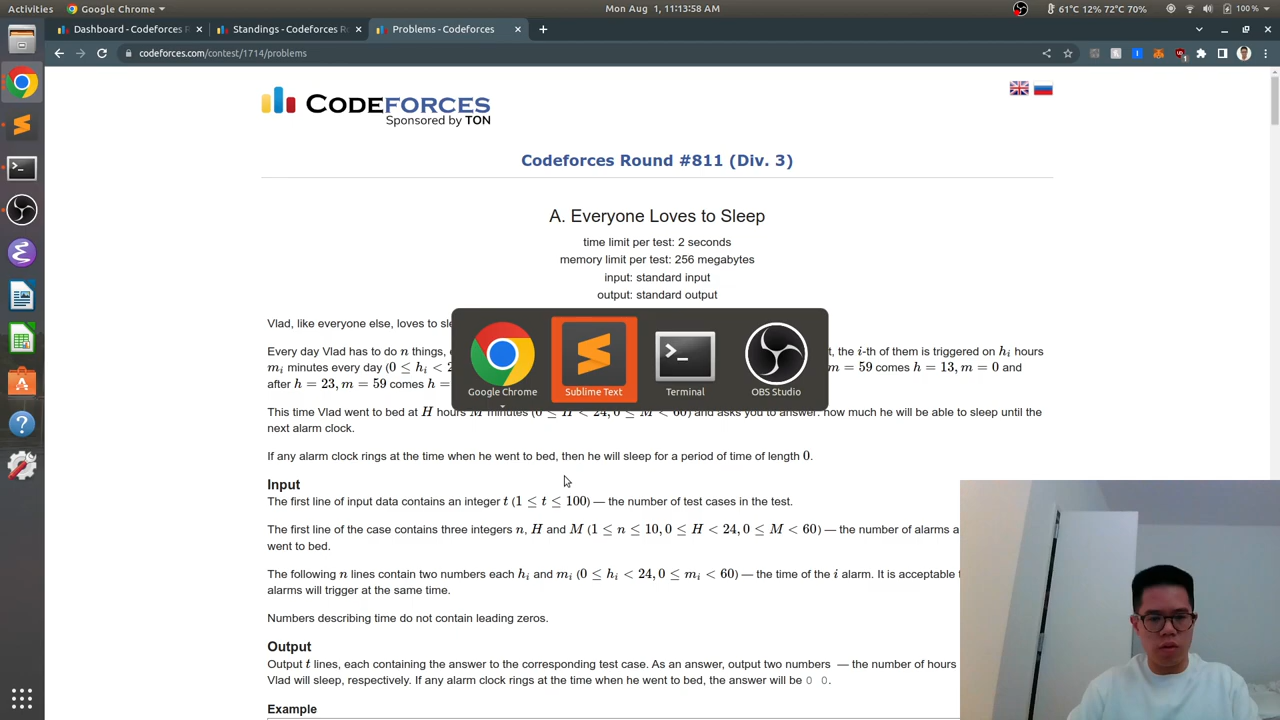 Activities Google Chrome Mon Aug 1, 11:13:58 AM 61°C 12% 72°C 70% 100 %
Dashboard - Codeforces R × Standings - Codeforces R × Problems - Codeforces × +
codeforces.com/contest/1714/problems
CODEFORCES
Sponsored by TON
Codeforces Round #811 (Div. 3)
A. Everyone Loves to Sleep
time limit per test: 2 seconds
memory limit per test: 256 megabytes
input: standard input
output: standard output
Vlad, like everyone else, loves to sle
Every day Vlad has to do n things, t, the i-th of them is triggered on hᵢ hours
mᵢ minutes every day (0 ≤ hᵢ < 2 m = 59 comes h = 13, m = 0 and
after h = 23, m = 59 comes h =
Google Chrome Sublime Text Terminal OBS Studio
This time Vlad went to bed at H hours M minutes (0 ≤ H < 24, 0 ≤ M < 60) and asks you to answer: how much he will be able to sleep until the
next alarm clock.
If any alarm clock rings at the time when he went to bed, then he will sleep for a period of time of length 0.
Input
The first line of input data contains an integer t (1 ≤ t ≤ 100) — the number of test cases in the test.
The first line of the case contains three integers n, H and M (1 ≤ n ≤ 10, 0 ≤ H < 24, 0 ≤ M < 60) — the number of alarms a
went to bed.
The following n lines contain two numbers each hᵢ and mᵢ (0 ≤ hᵢ < 24, 0 ≤ mᵢ < 60) — the time of the i alarm. It is acceptable
alarms will trigger at the same time.
Numbers describing time do not contain leading zeros.
Output
Output t lines, each containing the answer to the corresponding test case. As an answer, output two numbers — the number of hours
Vlad will sleep, respectively. If any alarm clock rings at the time when he went to bed, the answer will be 0 0.
Example